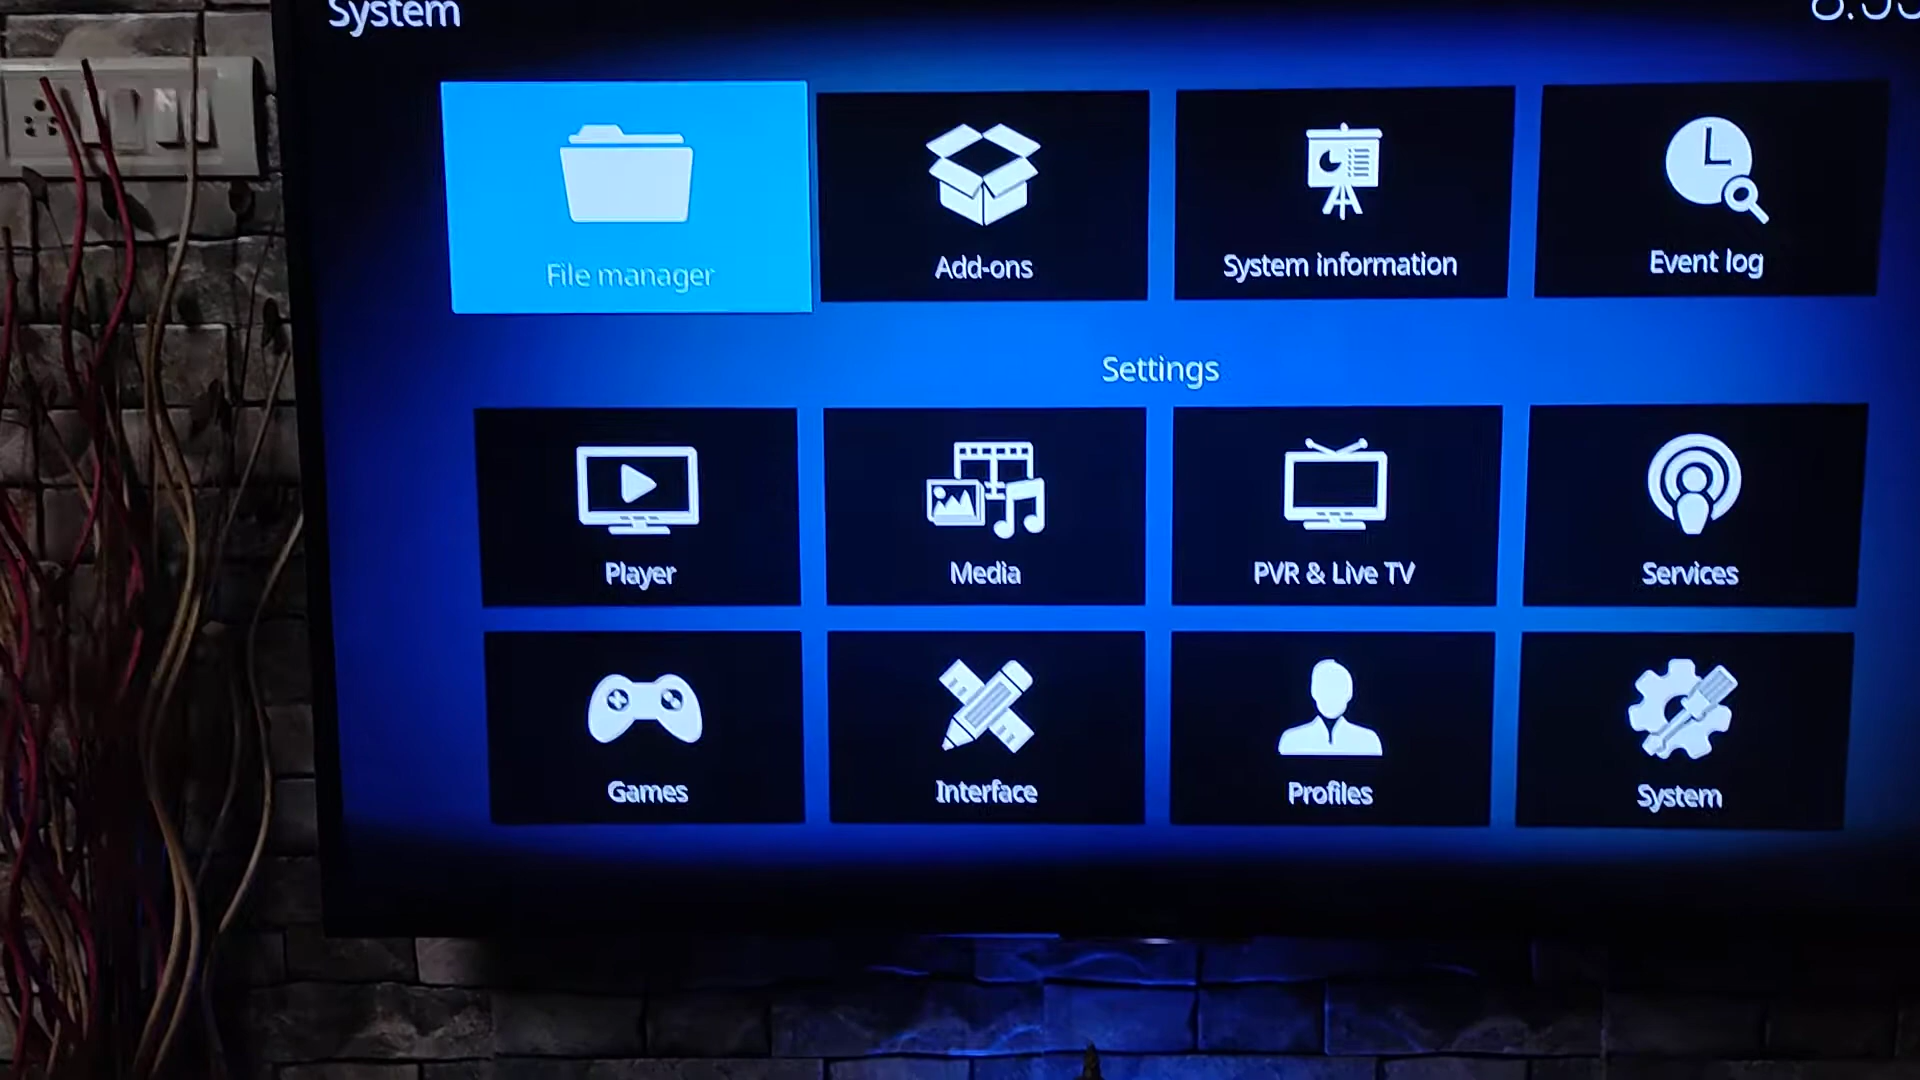 System
File manager
Add-ons
System information
Event log
Settings
Player
Media
PVR & Live TV
Services
Games
Interface
Profiles
System